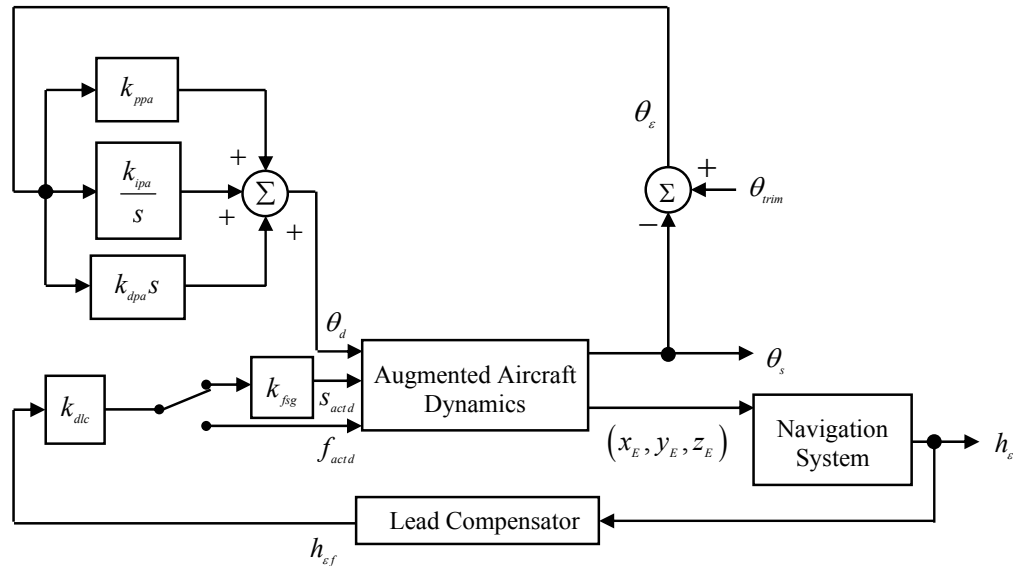 k_ppa
θ_ε
+
+
k_ipa
s
Σ
+
Σ
+
θ_trim
−
+
k_dpa s
θ_d
θ_s
k_dlc
k_fsg
s_actd
Augmented Aircraft
Dynamics
f_actd
(x_E, y_E, z_E)
Navigation
System
h_ε
Lead Compensator
h_εf